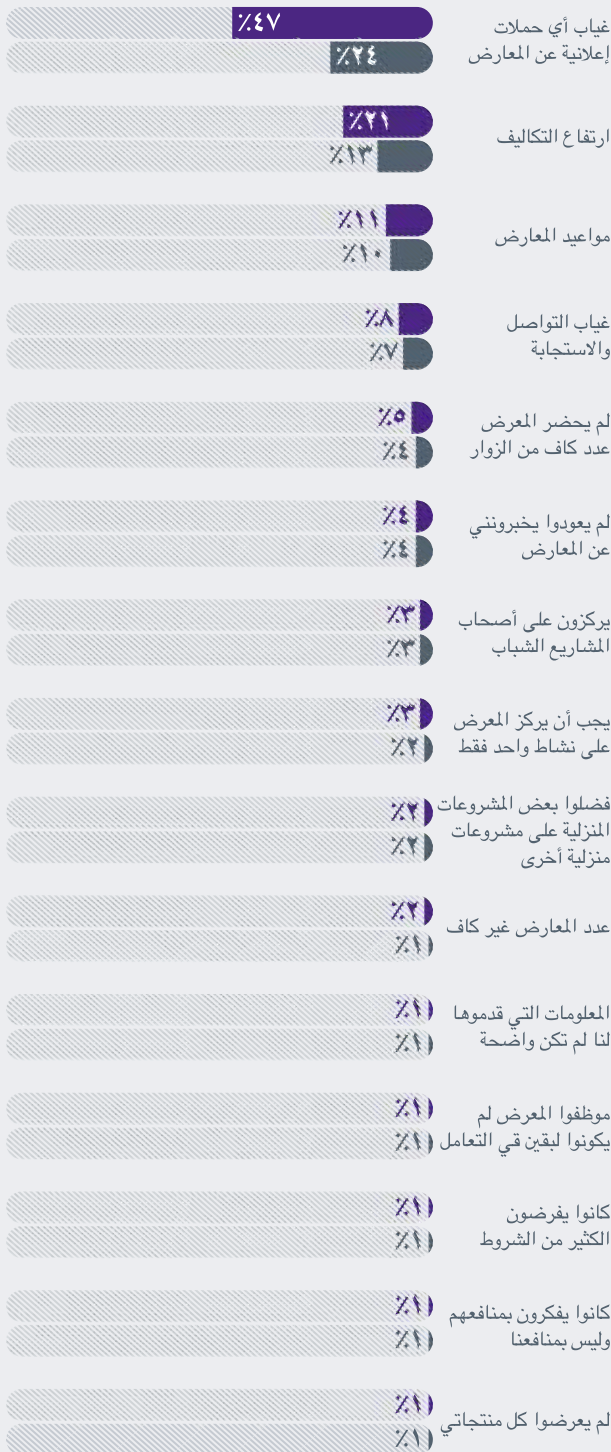 غياب أي حملات
إعلانية عن المعارض
٤٧٪
٢٤٪
ارتفاع التكاليف
٢١٪
١٣٪
مواعيد المعارض
١١٪
١٠٪
غياب التواصل
والاستجابة
٨٪
٧٪
لم يحضر المعرض
عدد كاف من الزوار
٥٪
٤٪
لم يعودوا يخبرونني
عن المعارض
٤٪
٤٪
يركزون على أصحاب
المشاريع الشباب
٣٪
٣٪
يجب أن يركز المعرض
على نشاط واحد فقط
٣٪
٢٪
فضلوا بعض المشروعات
المنزلية على مشروعات
منزلية أخرى
٢٪
٢٪
عدد المعارض غير كاف
٢٪
١٪
المعلومات التي قدموها
لنا لم تكن واضحة
١٪
١٪
موظفوا المعرض لم
يكونوا لبقين قي التعامل
١٪
١٪
كانوا يفرضون
الكثير من الشروط
١٪
١٪
كانوا يفكرون بمنافعهم
وليس بمنافعنا
١٪
١٪
لم يعرضوا كل منتجاتي
١٪
١٪